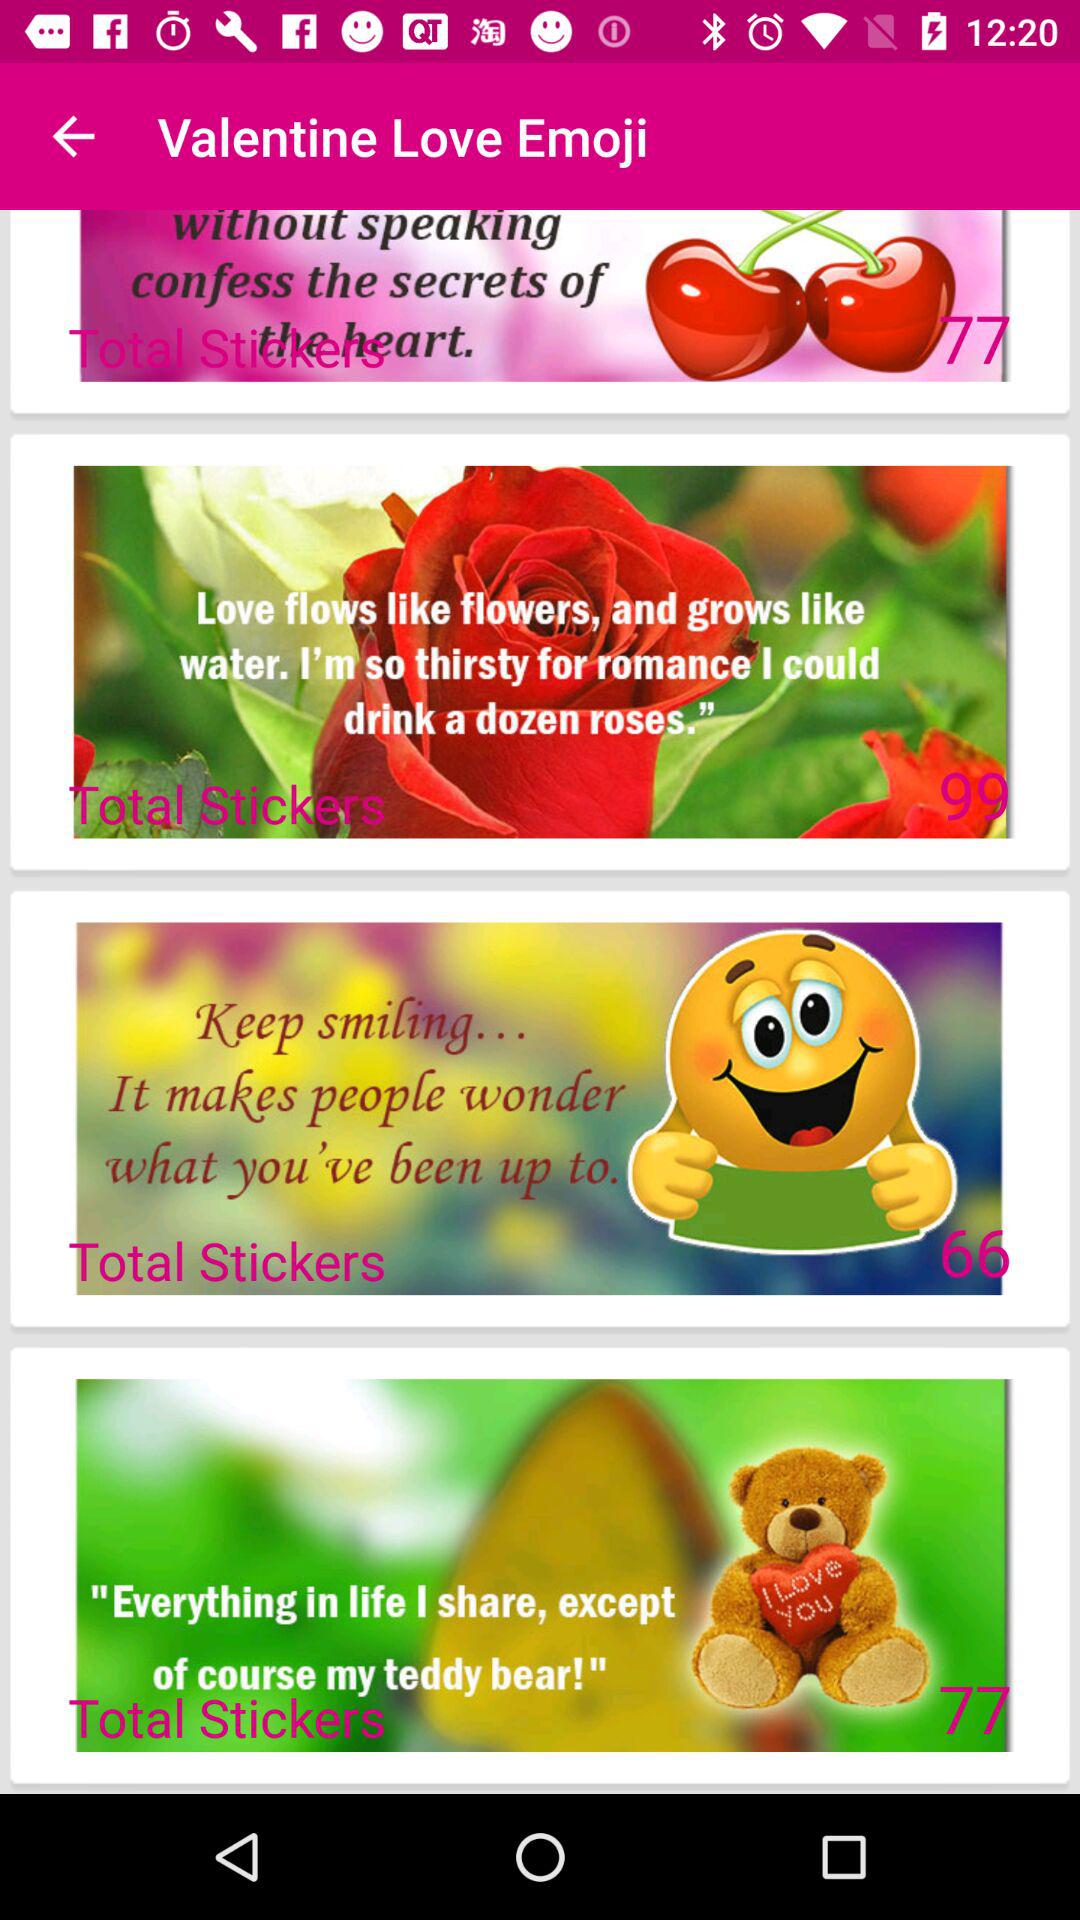 QT 淘 12:20
Valentine Love Emoji
without speaking
confess the secrets of
the heart.
Total Stickers 77
Love flows like flowers, and grows like
water. I'm so thirsty for romance I could
drink a dozen roses.”
Total Stickers 99
Keep smiling...
It makes people wonder
what you've been up to.
Total Stickers 66
I Love
You
"Everything in life I share, except
of course my teddy bear!"
Total Stickers 77